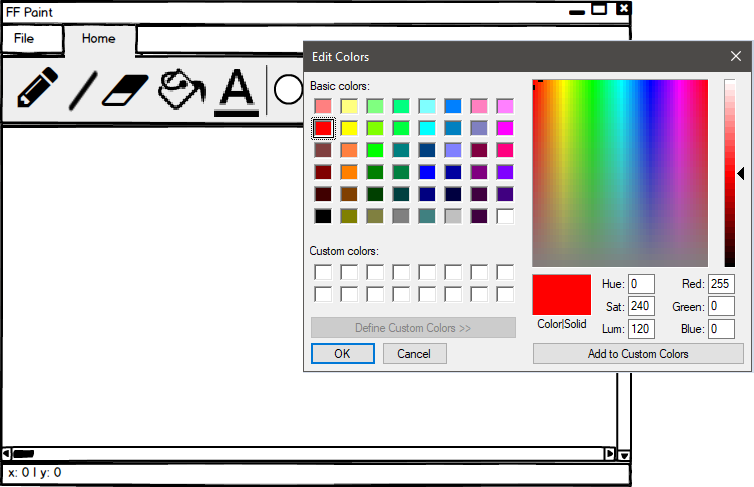 FF Paint
File
Home
A
Edit Colors
Basic colors:
Custom colors:
Define Custom Colors >>
OK
Cancel
Color|Solid
Hue: 0
Sat: 240
Lum: 120
Red: 255
Green: 0
Blue: 0
Add to Custom Colors
x: 0 | y: 0